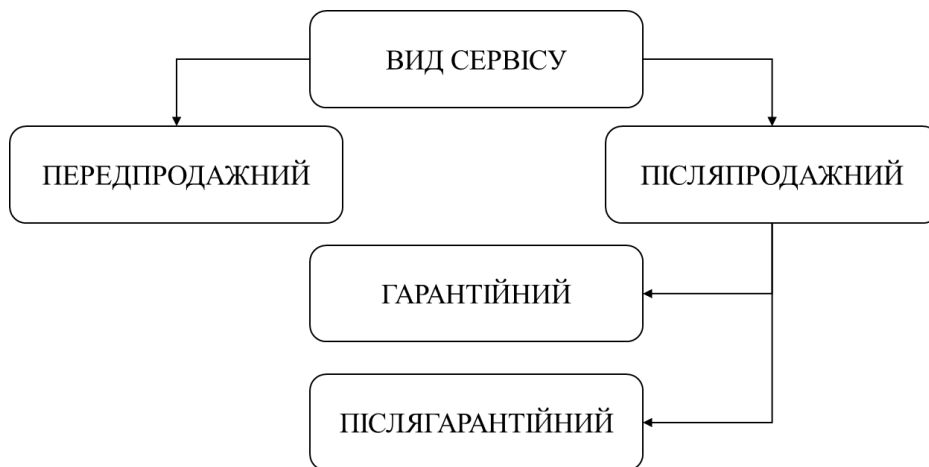 ВИД СЕРВІСУ
ПЕРЕДПРОДАЖНИЙ
ПІСЛЯПРОДАЖНИЙ
ГАРАНТІЙНИЙ
ПІСЛЯГАРАНТІЙНИЙ